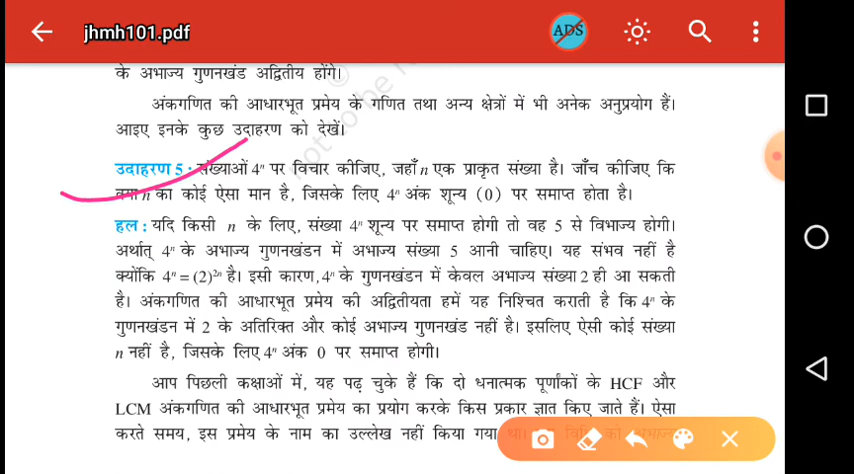 jhmh101.pdf
ADS
के अभाज्य गुणनखंड अद्वितीय होंगे।
not to be
अंकगणित की आधारभूत प्रमेय के गणित तथा अन्य क्षेत्रों में भी अनेक अनुप्रयोग हैं।
आइए इनके कुछ उदाहरण को देखें।
उदाहरण 5 : संख्याओं 4ⁿ पर विचार कीजिए, जहाँ n एक प्राकृत संख्या है। जाँच कीजिए कि
क्या n का कोई ऐसा मान है, जिसके लिए 4ⁿ अंक शून्य (0) पर समाप्त होता है।
हल : यदि किसी n के लिए, संख्या 4ⁿ शून्य पर समाप्त होगी तो वह 5 से विभाज्य होगी।
अर्थात् 4ⁿ के अभाज्य गुणनखंडन में अभाज्य संख्या 5 आनी चाहिए। यह संभव नहीं है
क्योंकि 4ⁿ = (2)²ⁿ है। इसी कारण, 4ⁿ के गुणनखंडन में केवल अभाज्य संख्या 2 ही आ सकती
है। अंकगणित की आधारभूत प्रमेय की अद्वितीयता हमें यह निश्चित कराती है कि 4ⁿ के
गुणनखंडन में 2 के अतिरिक्त और कोई अभाज्य गुणनखंड नहीं है। इसलिए ऐसी कोई संख्या
n नहीं है, जिसके लिए 4ⁿ अंक 0 पर समाप्त होगी।
आप पिछली कक्षाओं में, यह पढ़ चुके हैं कि दो धनात्मक पूर्णांकों के HCF और
LCM अंकगणित की आधारभूत प्रमेय का प्रयोग करके किस प्रकार ज्ञात किए जाते हैं। ऐसा
करते समय, इस प्रमेय के नाम का उल्लेख नहीं किया गया